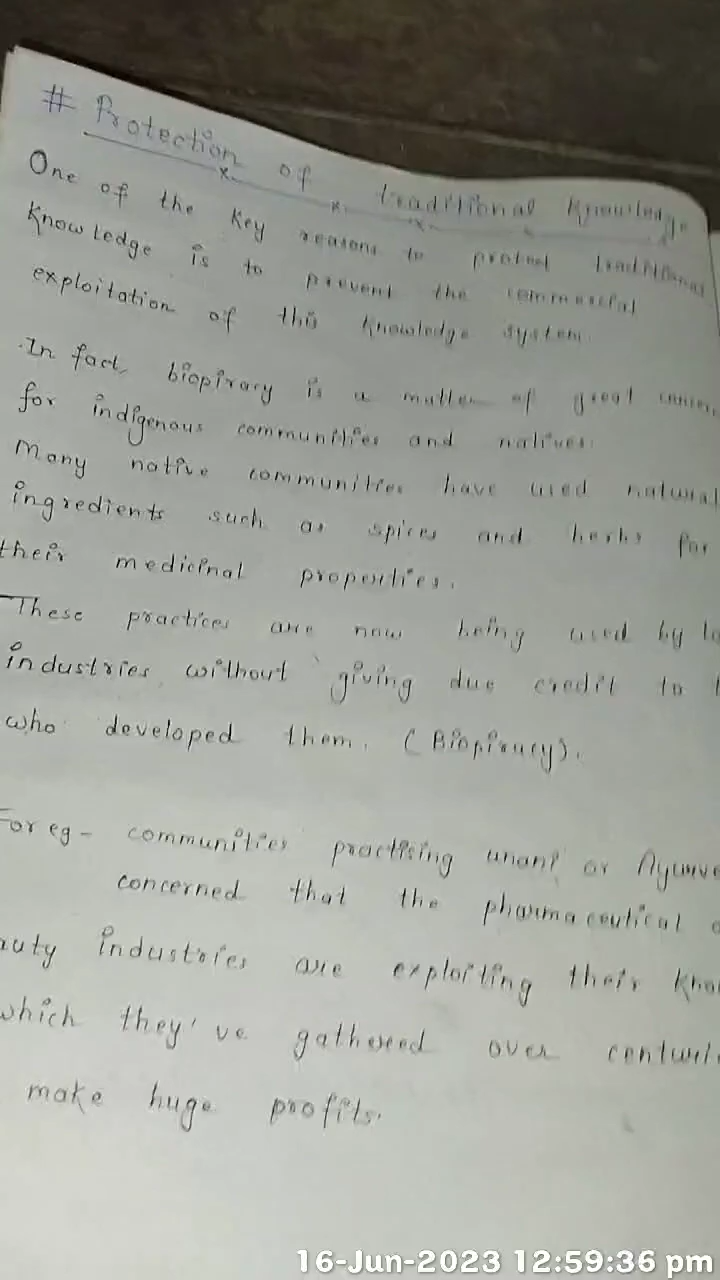 # Protection of traditional Knowledge
One of the key reasons to protect traditional
Knowledge is to prevent the commercial
exploitation of this knowledge system.
In fact, biopiracy is a matter of great
for indigenous communities and natives.
Many native communities have used natural
ingredients such as spices and herbs for
their medicinal properties.
These practices are now being used by
industries without giving due credit to
who developed them. (Biopiracy).
For eg- communities practising unani or
concerned that the pharmaceutical
industries are exploiting their
which they've gathered over
make huge profits.
16-Jun-2023 12:59:36 pm